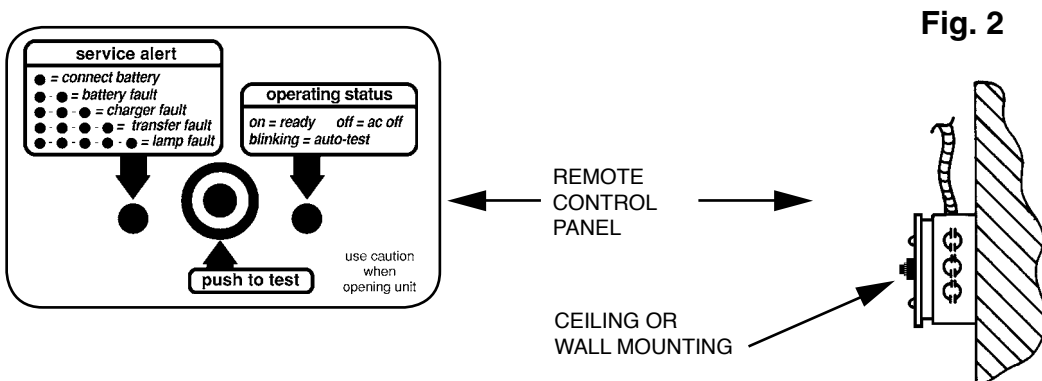 Fig. 2
service alert
● = connect battery
● - ● = battery fault
● - ● - ● = charger fault
● - ● - ● - ● = transfer fault
● - ● - ● - ● - ● = lamp fault
operating status
on = ready off = ac off
blinking = auto-test
push to test
use caution
when
opening unit
REMOTE
CONTROL
PANEL
CEILING OR
WALL MOUNTING